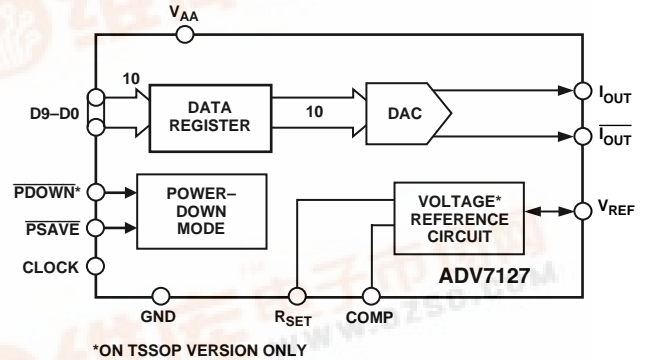 VAA
10
D9–D0
DATA
REGISTER
10
DAC
IOUT
IOUT
PDOWN*
PSAVE
POWER–
DOWN
MODE
VOLTAGE*
REFERENCE
CIRCUIT
VREF
CLOCK
ADV7127
GND
RSET
COMP
*ON TSSOP VERSION ONLY